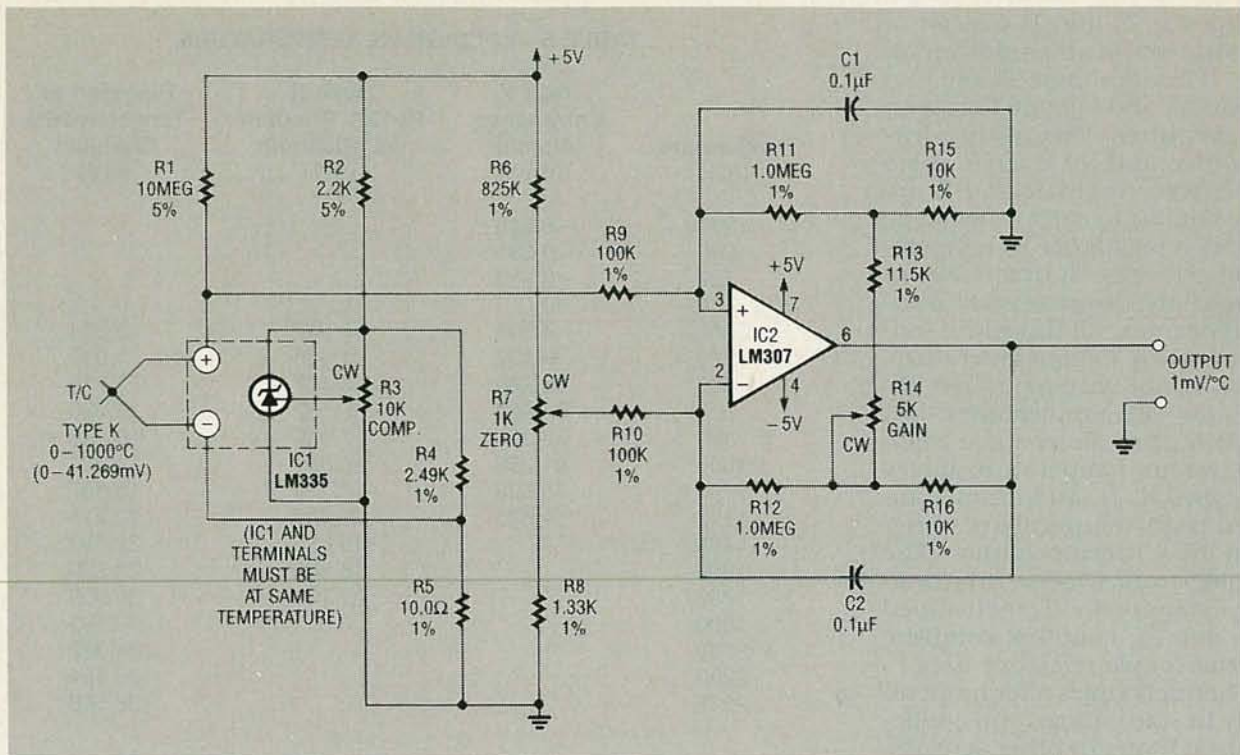 +5V
C1
0.1µF
R1
10MEG
5%
R2
2.2K
5%
R6
825K
1%
R11
1.0MEG
1%
R15
10K
1%
R9
100K
1%
R13
11.5K
1%
+5V
3
7
+
IC2
LM307
6
2
−
4
−5V
OUTPUT
1mV/°C
T/C
+
−
TYPE K
0–1000°C
(0–41.269mV)
CW
R3
10K
COMP.
IC1
LM335
CW
R7
1K
ZERO
R10
100K
1%
R14
5K
GAIN
CW
R4
2.49K
1%
R12
1.0MEG
1%
R16
10K
1%
(IC1 AND
TERMINALS
MUST BE
AT SAME
TEMPERATURE)
R5
10.0Ω
1%
R8
1.33K
1%
C2
0.1µF